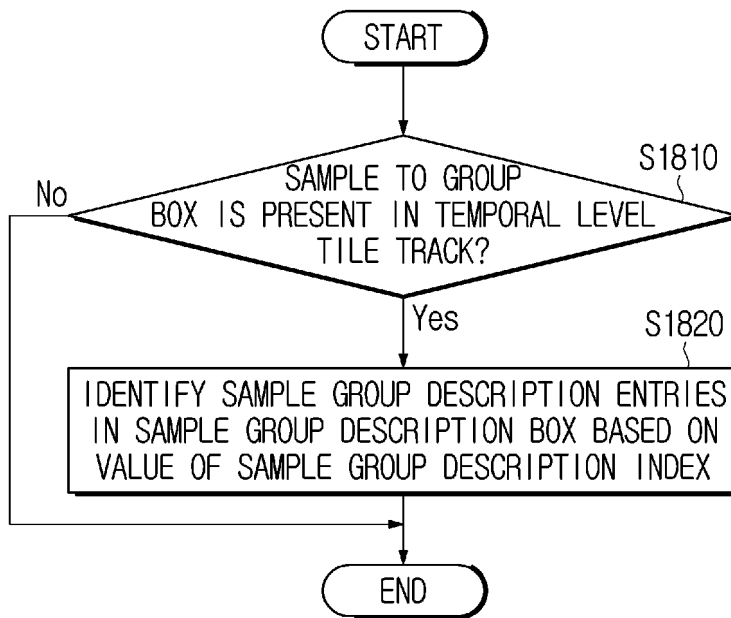 START
S1810
SAMPLE TO GROUP
No
BOX IS PRESENT IN TEMPORAL LEVEL
TILE TRACK?
Yes
S1820
IDENTIFY SAMPLE GROUP DESCRIPTION ENTRIES
IN SAMPLE GROUP DESCRIPTION BOX BASED ON
VALUE OF SAMPLE GROUP DESCRIPTION INDEX
END